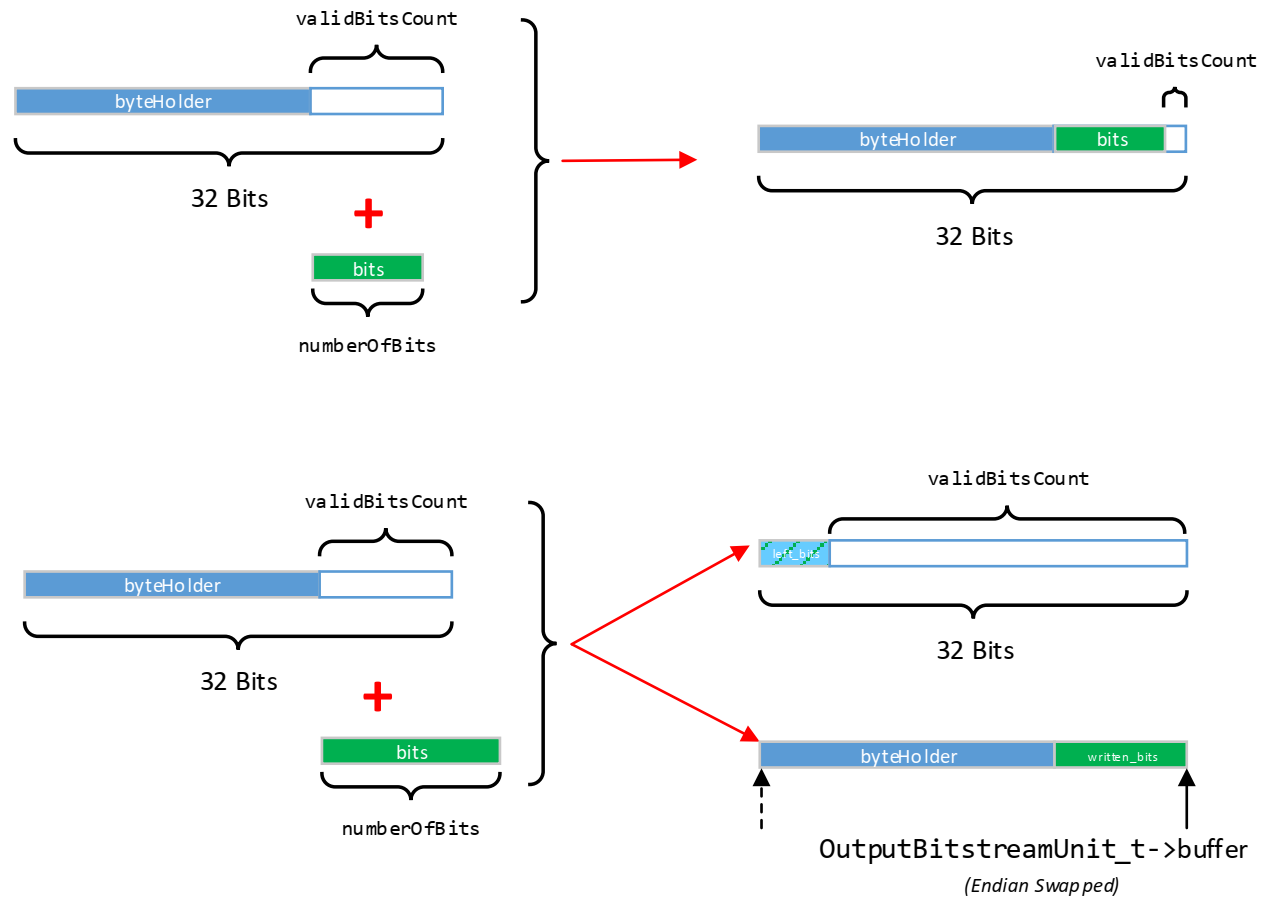 validBitsCount
byteHolder
32 Bits
+
bits
numberOfBits
validBitsCount
byteHolder
bits
32 Bits
validBitsCount
byteHolder
32 Bits
+
bits
numberOfBits
validBitsCount
left_bits
32 Bits
byteHolder
written_bits
OutputBitstreamUnit_t->buffer
(Endian Swapped)